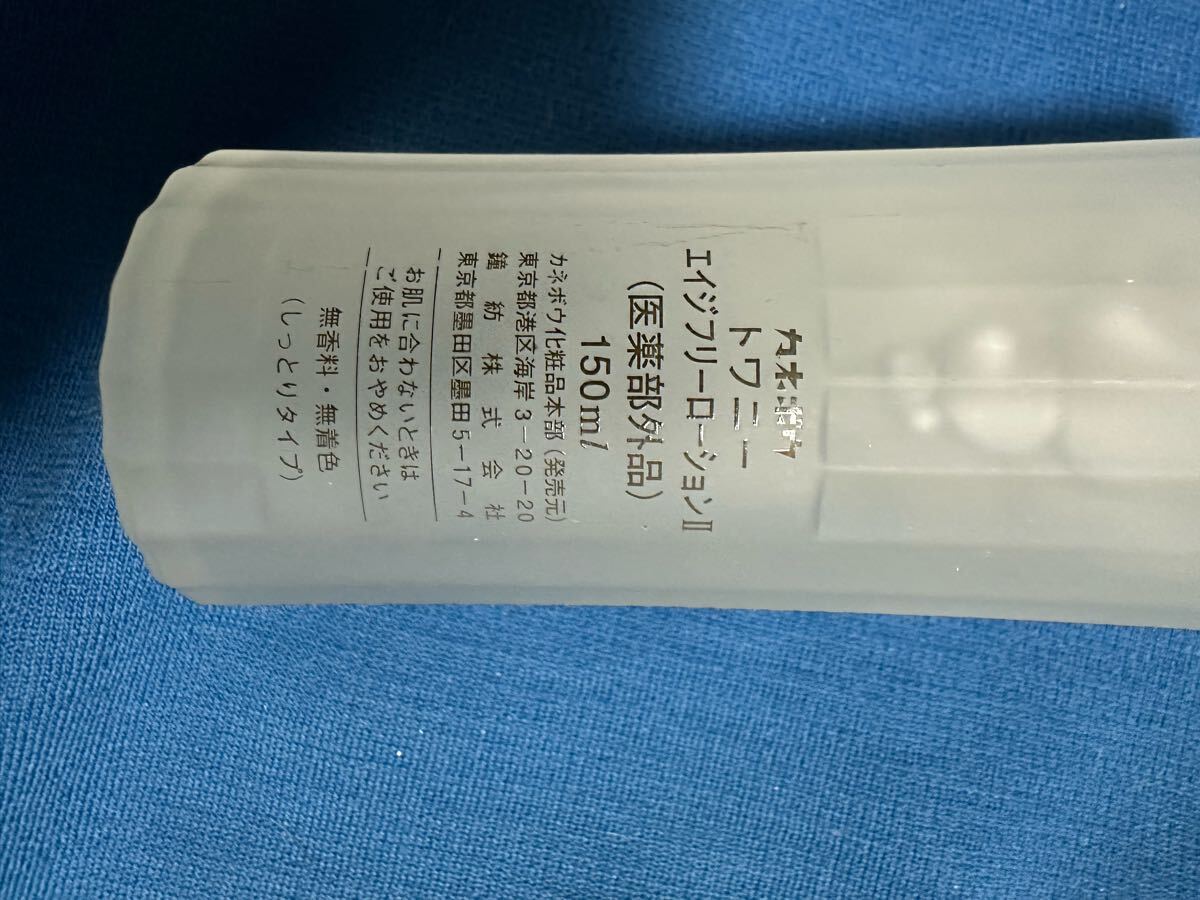 カネボウ
トワニー
エイジフリーローションⅡ
(医薬部外品)
150ml
カネボウ化粧品本部(発売元)
東京都港区海岸3-20-20
鐘紡株式会社
東京都墨田区墨田5-17-4
お肌に合わないときは
ご使用をおやめください
無香料・無着色
(しっとりタイプ)